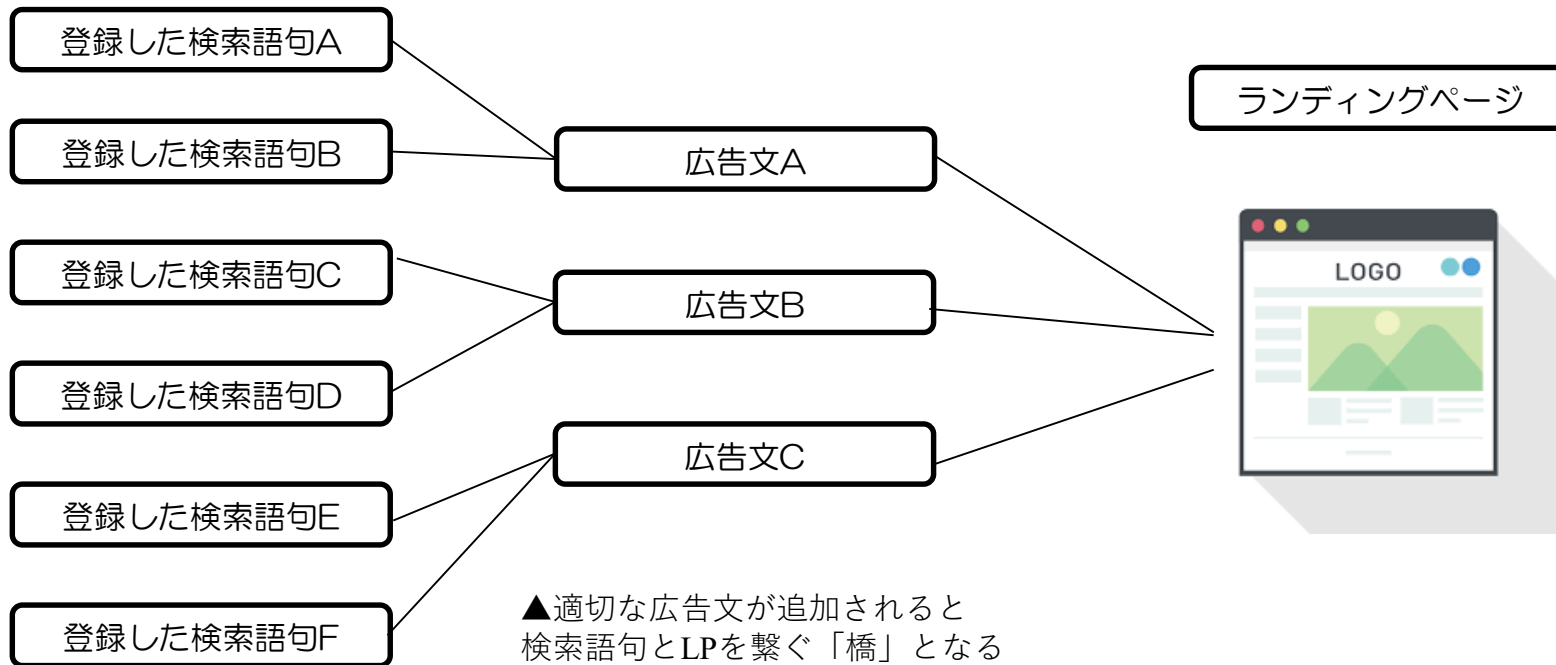 登録した検索語句A
登録した検索語句B
登録した検索語句C
登録した検索語句D
登録した検索語句E
登録した検索語句F
広告文A
広告文B
広告文C
▲適切な広告文が追加されると
検索語句とLPを繋ぐ「橋」となる
ランディングページ
LOGO